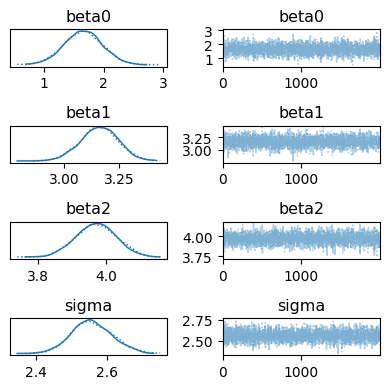 beta0 beta0
3
2
1
1 2 3 0 1000
beta1 beta1
3.25
3.00
3.00 3.25 0 1000
beta2 beta2
4.00
3.75
3.8 4.0 0 1000
sigma sigma
2.75
2.50
2.4 2.6 0 1000